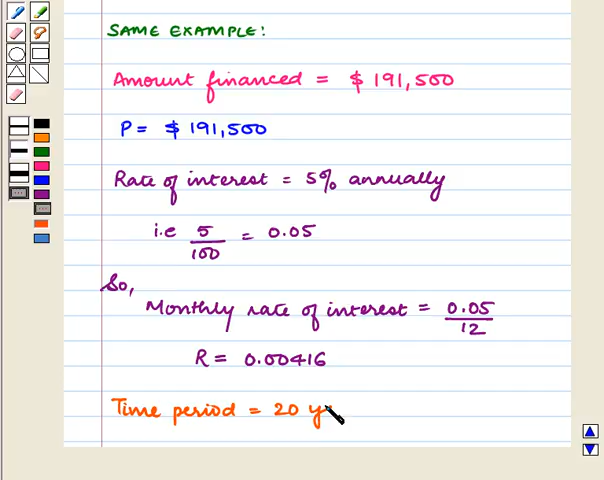 SAME EXAMPLE:
Amount financed = $ 191,500
P = $ 191,500
Rate of interest = 5% annually
i.e 5/100 = 0.05
So,
Monthly rate of interest = 0.05/12
R = 0.00416
Time period = 20 y